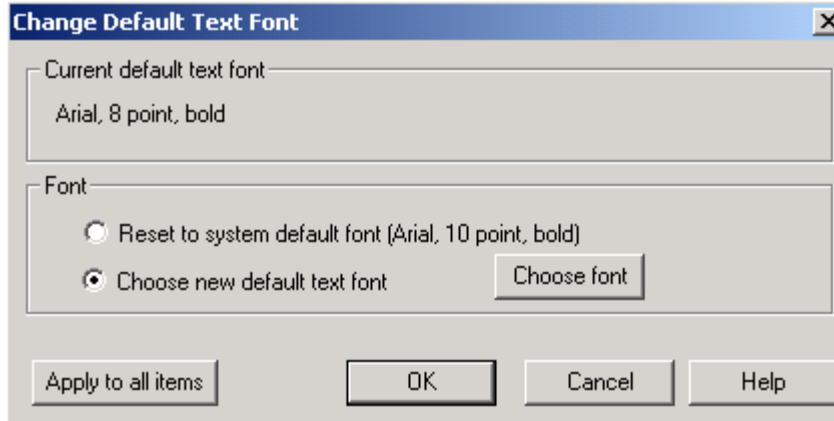 Change Default Text Font
Current default text font
Arial, 8 point, bold
Font
Reset to system default font (Arial, 10 point, bold)
Choose new default text font
Choose font
Apply to all items
OK
Cancel
Help